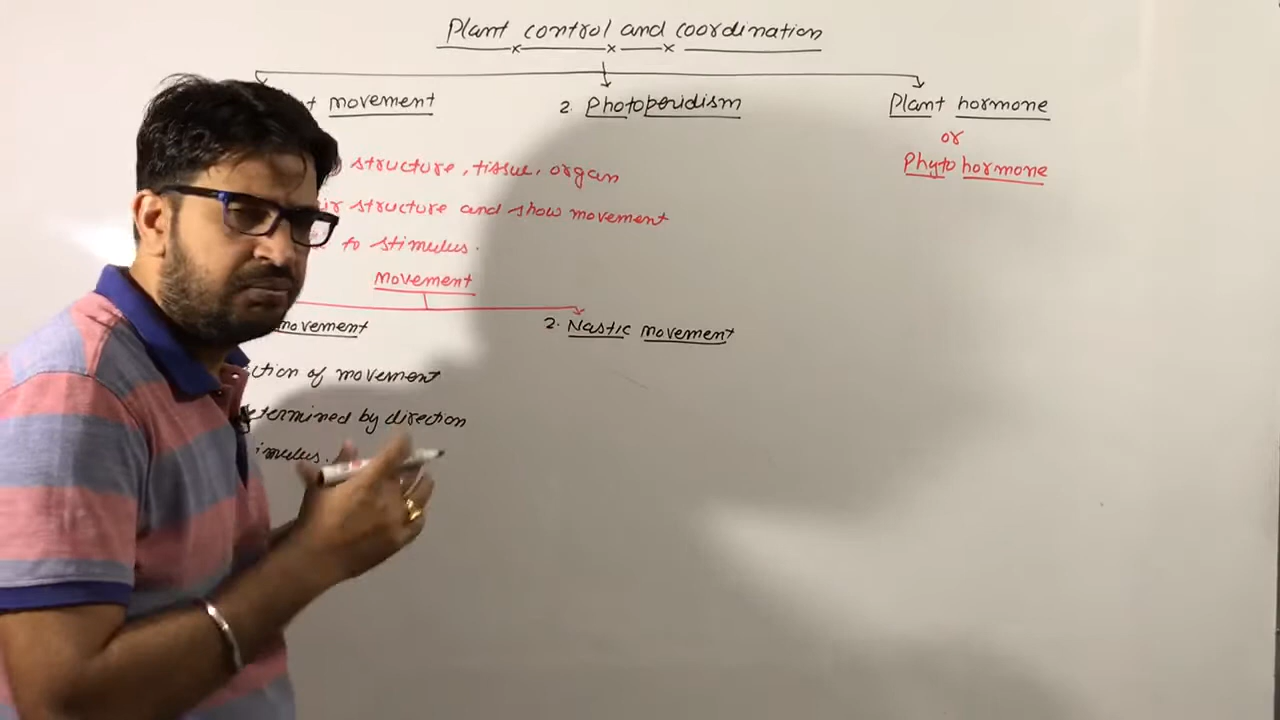 Plant control and coordination
movement
2. Photoperidism
Plant hormone
or
Phyto hormone
structure, tissue, organ
structure and show movement
to stimulus.
Movement
movement
2. Nastic movement
of movement
by direction